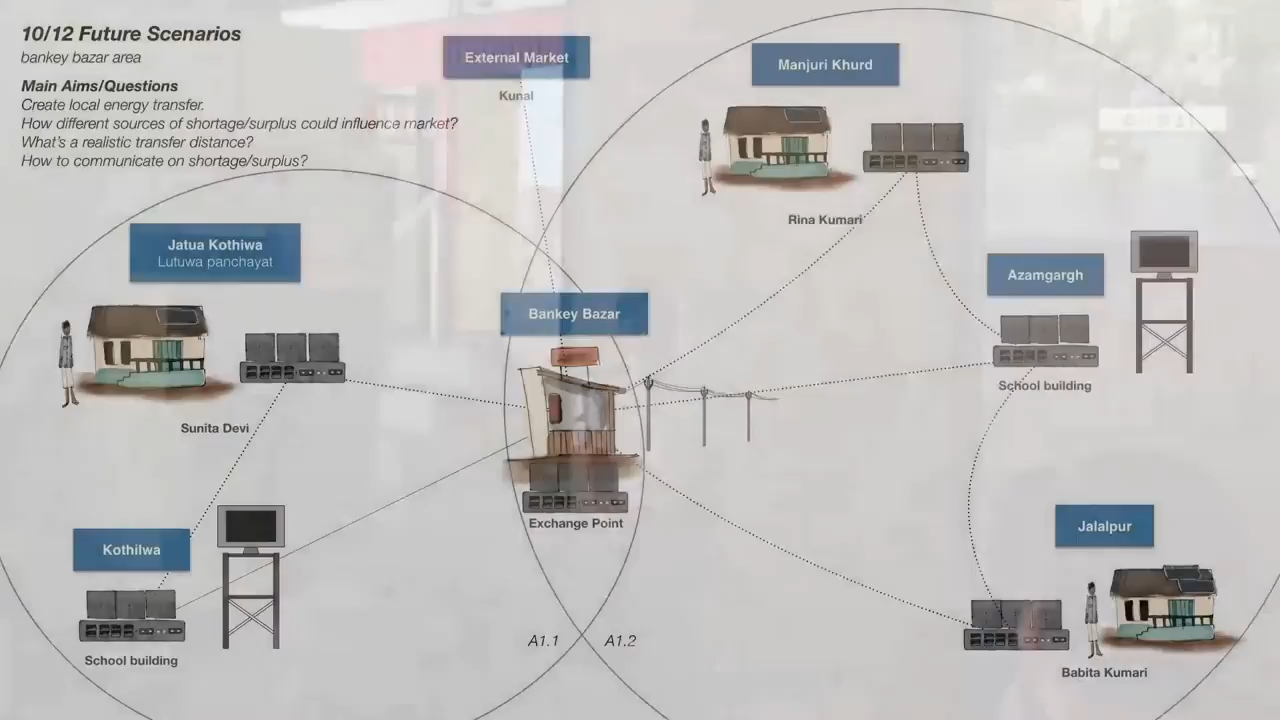 10/12 Future Scenarios
bankey bazar area
Main Aims/Questions
Create local energy transfer.
How different sources of shortage/surplus could influence market?
What's a realistic transfer distance?
How to communicate on shortage/surplus?
External Market
Kunal
Manjuri Khurd
Rina Kumari
Jatua Kothiwa
Lutuwa panchayat
Sunita Devi
Bankey Bazar
Exchange Point
Azamgargh
School building
Kothilwa
School building
Jalalpur
Babita Kumari
A1.1
A1.2